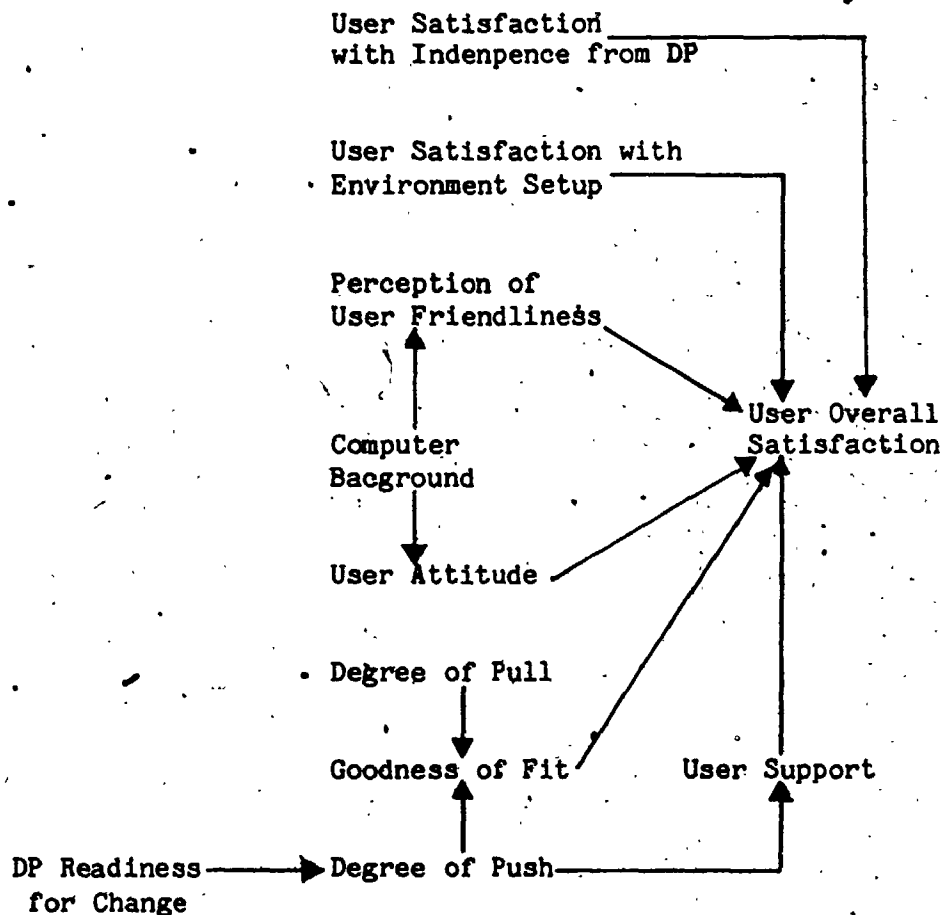 User Satisfaction
with Indenpence from DP
User Satisfaction with
Environment Setup
Perception of
User Friendliness
User Overall
Satisfaction
Computer
Bacground
User Attitude
Degree of Pull
Goodness of Fit
User Support
DP Readiness
for Change
Degree of Push